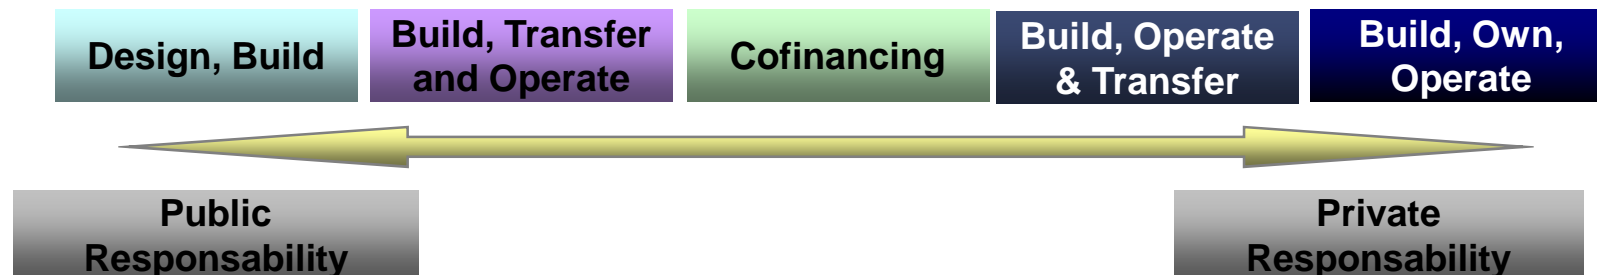 Design, Build
Build, Transfer
and Operate
Cofinancing
Build, Operate
& Transfer
Build, Own,
Operate
Public
Responsability
Private
Responsability